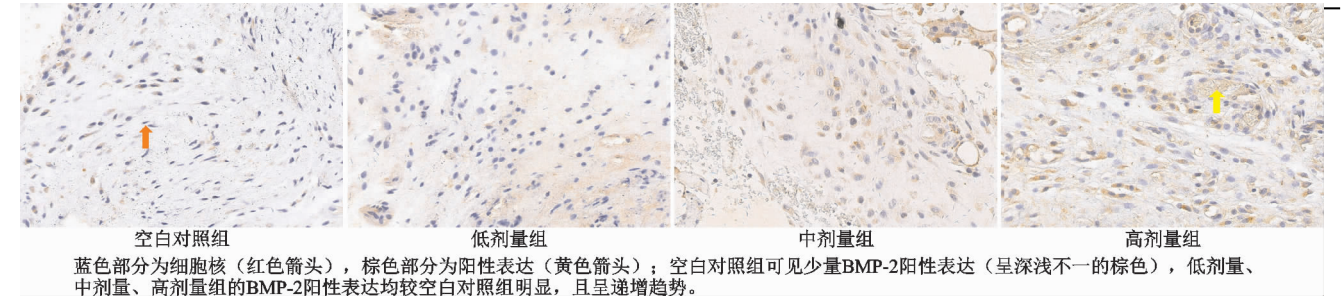 空白对照组
低剂量组
中剂量组
高剂量组
蓝色部分为细胞核（红色箭头），棕色部分为阳性表达（黄色箭头）；空白对照组可见少量BMP-2阳性表达（呈深浅不一的棕色），低剂量、
中剂量、高剂量组的BMP-2阳性表达均较空白对照组明显，且呈递增趋势。